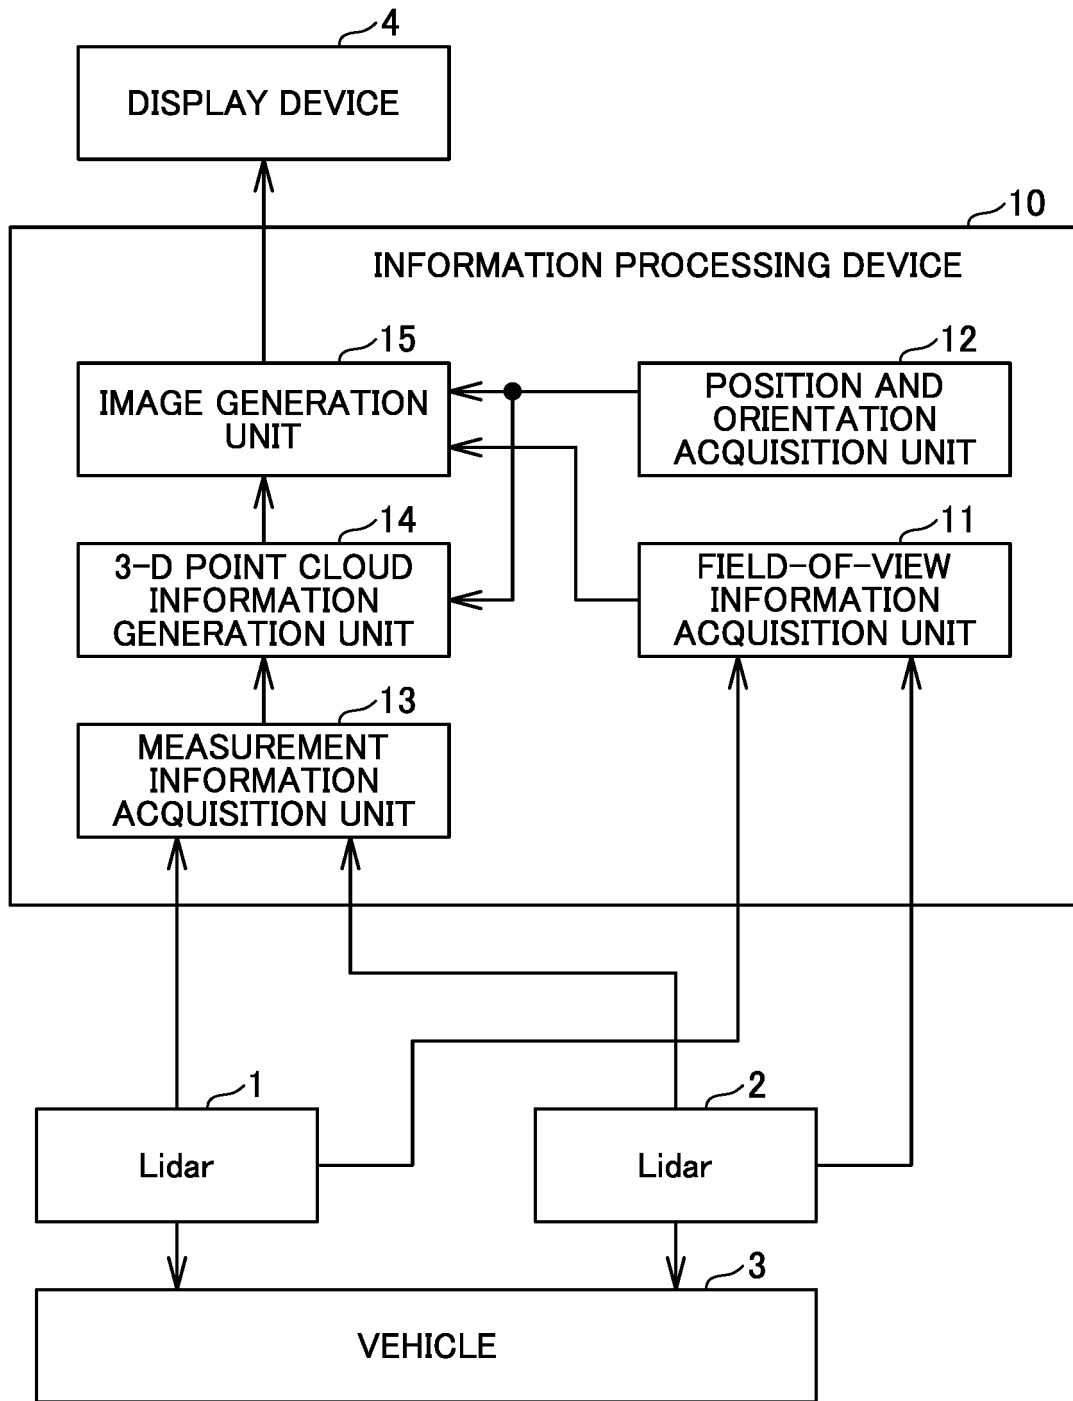 4
DISPLAY DEVICE
10
INFORMATION PROCESSING DEVICE
15
IMAGE GENERATION
UNIT
12
POSITION AND
ORIENTATION
ACQUISITION UNIT
14
3-D POINT CLOUD
INFORMATION
GENERATION UNIT
11
FIELD-OF-VIEW
INFORMATION
ACQUISITION UNIT
13
MEASUREMENT
INFORMATION
ACQUISITION UNIT
1
Lidar
2
Lidar
3
VEHICLE